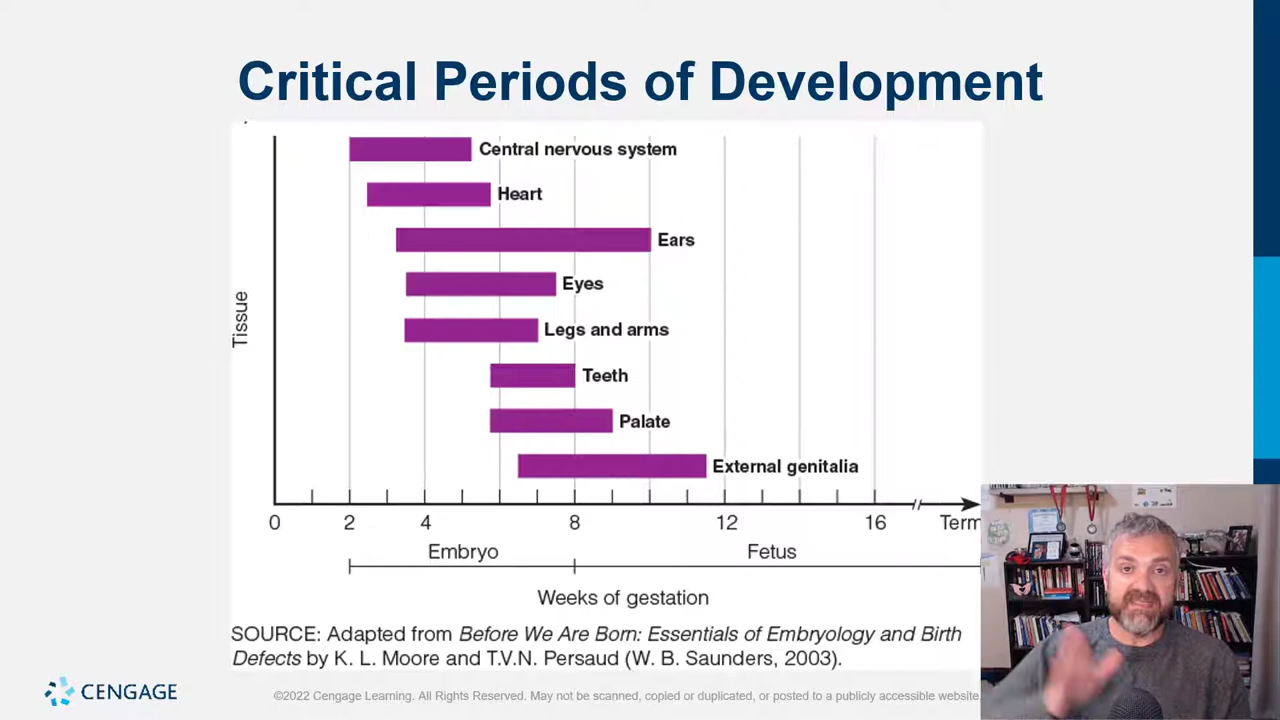 Critical Periods of Development
Central nervous system
Heart
Ears
Eyes
Legs and arms
Teeth
Palate
External genitalia
Tissue
0 2 4 8 12 16 Term
Embryo Fetus
Weeks of gestation
SOURCE: Adapted from Before We Are Born: Essentials of Embryology and Birth
Defects by K. L. Moore and T.V.N. Persaud (W. B. Saunders, 2003).
CENGAGE
©2022 Cengage Learning. All Rights Reserved. May not be scanned, copied or duplicated, or posted to a publicly accessible website